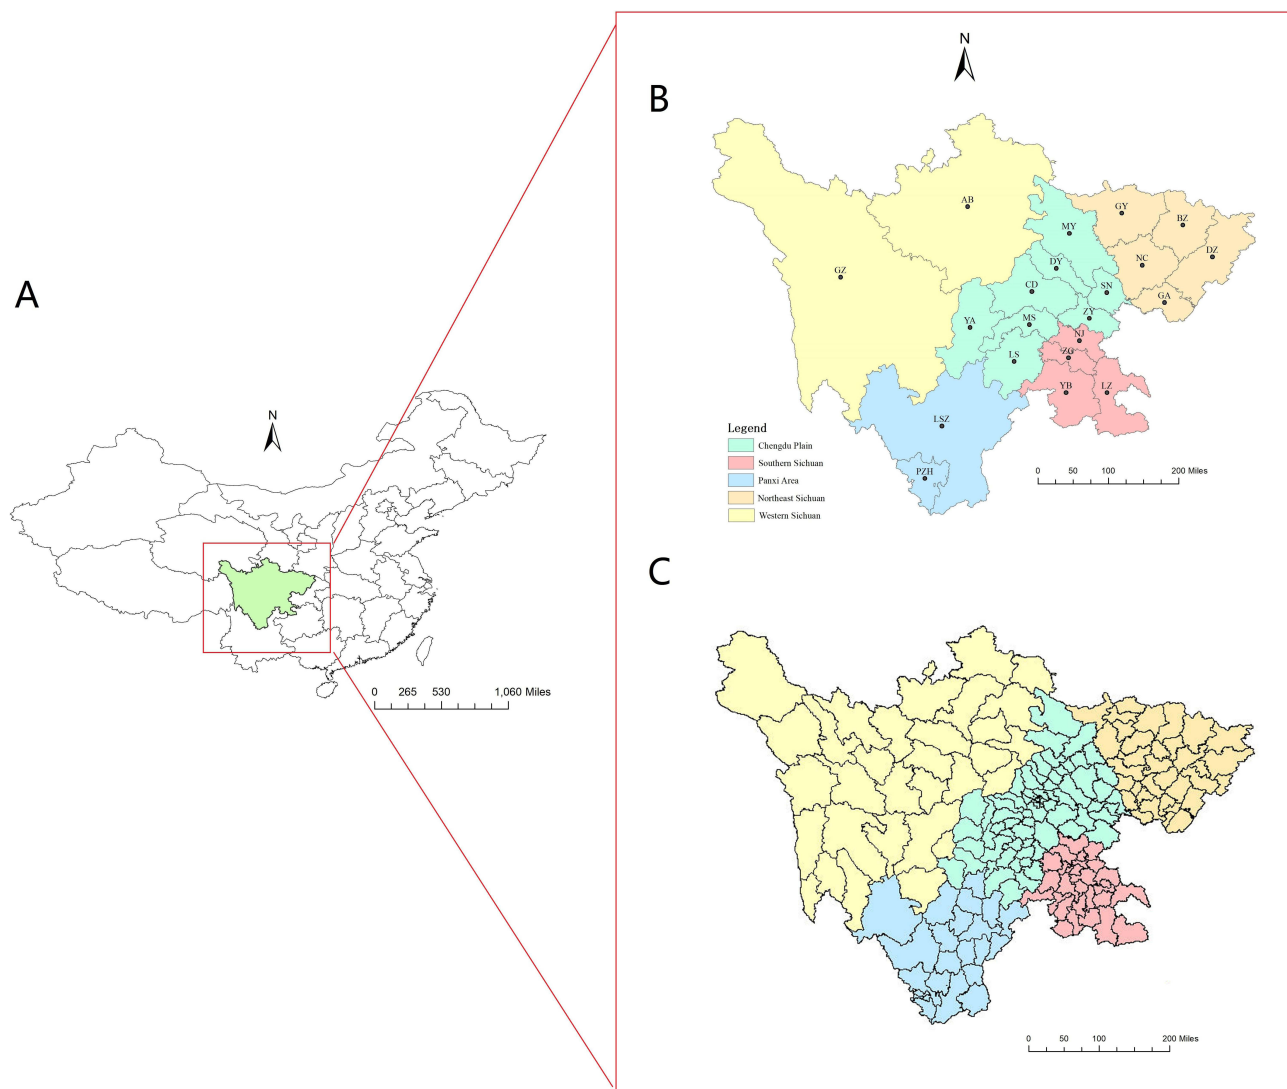 A
N
0 265 530 1,060 Miles
B
N
AB
GZ
MY
DY
CD
SN
YA
MS
ZY
LS
GY
BZ
DZ
NC
GA
NJ
ZG
YB
LZ
LSZ
PZH
Legend
Chengdu Plain
Southern Sichuan
Panxi Area
Northeast Sichuan
Western Sichuan
0 50 100 200 Miles
C
0 50 100 200 Miles